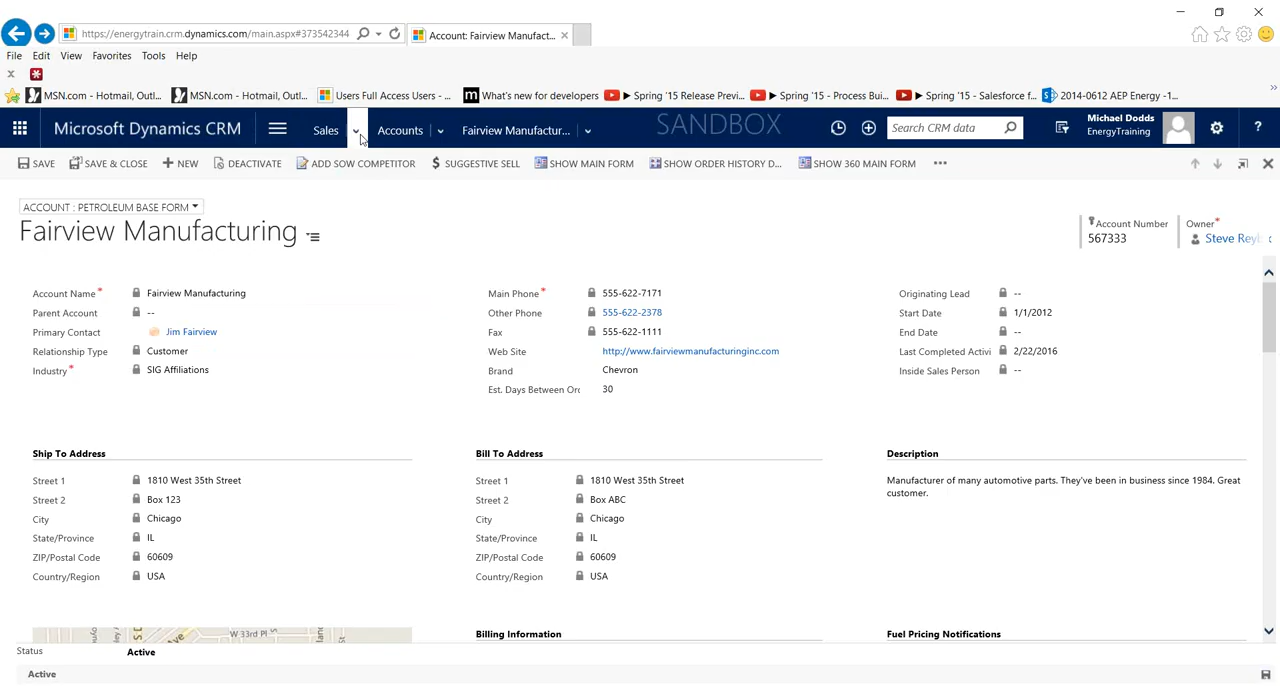 https://energytrain.crm.dynamics.com/main.aspx#373542344
Account: Fairview Manufact...
File Edit View Favorites Tools Help
MSN.com - Hotmail, Outl... MSN.com - Hotmail, Outl... Users Full Access Users - ... What's new for developers ▶ Spring '15 Release Previ... ▶ Spring '15 - Process Bui... ▶ Spring '15 - Salesforce f... 2014-0612 AEP Energy -1...
Microsoft Dynamics CRM Sales Accounts Fairview Manufactur... SANDBOX Search CRM data Michael Dodds
EnergyTraining
SAVE SAVE & CLOSE NEW DEACTIVATE ADD SOW COMPETITOR $ SUGGESTIVE SELL SHOW MAIN FORM SHOW ORDER HISTORY D... SHOW 360 MAIN FORM •••
ACCOUNT : PETROLEUM BASE FORM
Fairview Manufacturing
Account Number
567333
Owner*
Steve
Account Name* Fairview Manufacturing
Parent Account --
Primary Contact Jim Fairview
Relationship Type Customer
Industry* SIG Affiliations
Main Phone* 555-622-7171
Other Phone 555-622-2378
Fax 555-622-1111
Web Site http://www.fairviewmanufacturinginc.com
Brand Chevron
Est. Days Between Orc 30
Originating Lead --
Start Date 1/1/2012
End Date --
Last Completed Activi 2/22/2016
Inside Sales Person --
Ship To Address
Street 1 1810 West 35th Street
Street 2 Box 123
City Chicago
State/Province IL
ZIP/Postal Code 60609
Country/Region USA
Bill To Address
Street 1 1810 West 35th Street
Street 2 Box ABC
City Chicago
State/Province IL
ZIP/Postal Code 60609
Country/Region USA
Description
Manufacturer of many automotive parts. They've been in business since 1984. Great
customer.
W 33rd Pl
Billing Information
Fuel Pricing Notifications
Status Active
Active